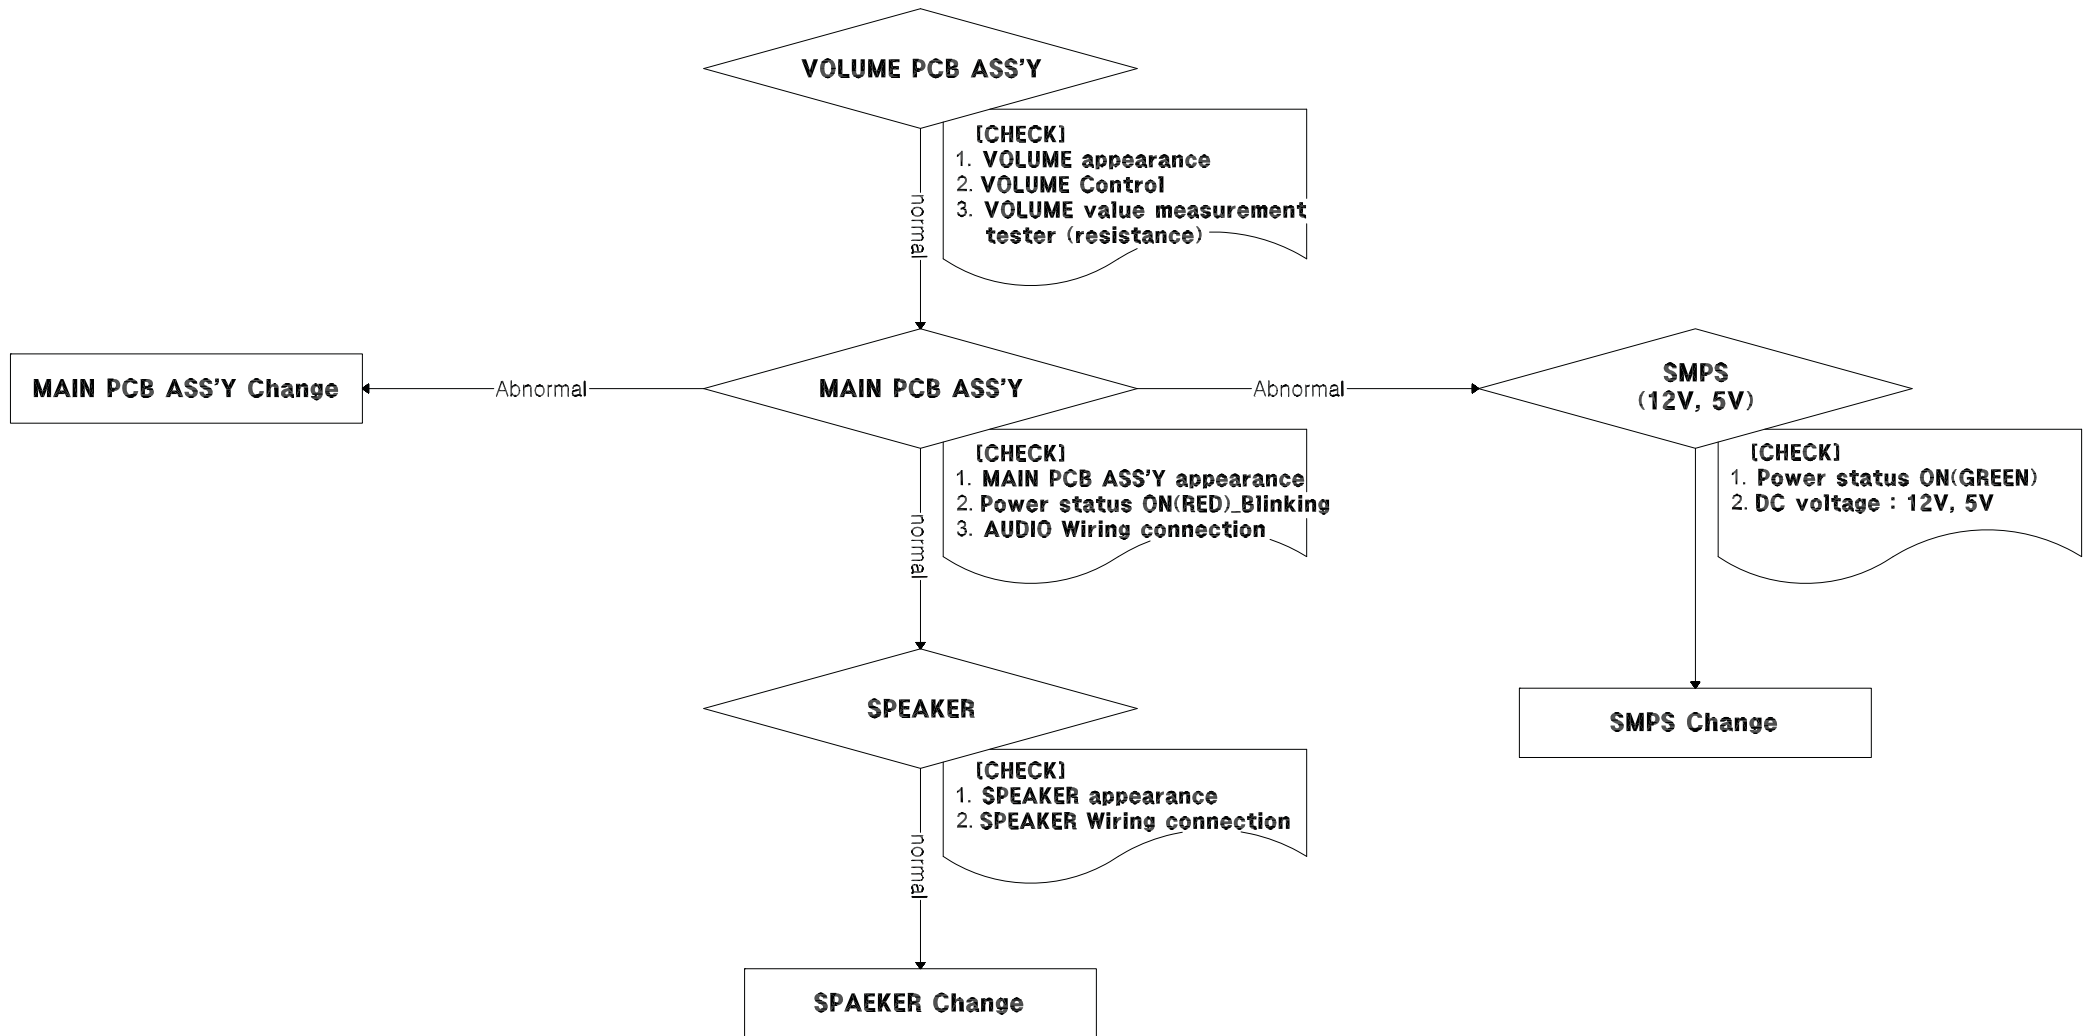 VOLUME PCB ASS'Y
[CHECK]
1. VOLUME appearance
2. VOLUME Control
3. VOLUME value measurement
tester (resistance)
normal
MAIN PCB ASS'Y Change
Abnormal
MAIN PCB ASS'Y
Abnormal
SMPS
(12V, 5V)
[CHECK]
1. MAIN PCB ASS'Y appearance
2. Power status ON(RED)_Blinking
3. AUDIO Wiring connection
[CHECK]
1. Power status ON(GREEN)
2. DC voltage : 12V, 5V
normal
SPEAKER
SMPS Change
[CHECK]
1. SPEAKER appearance
2. SPEAKER Wiring connection
normal
SPAEKER Change